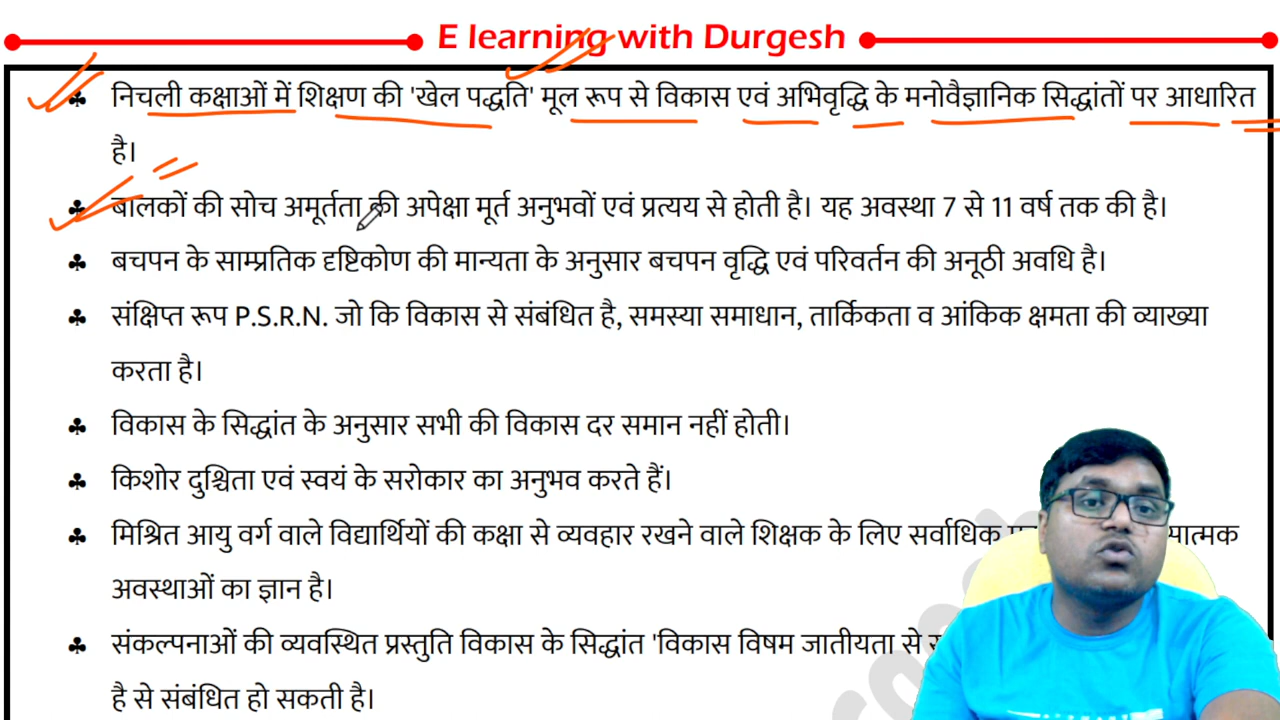 E learning with Durgesh
निचली कक्षाओं में शिक्षण की 'खेल पद्धति' मूल रूप से विकास एवं अभिवृद्धि के मनोवैज्ञानिक सिद्धांतों पर आधारित
है।
बालकों की सोच अमूर्तता की अपेक्षा मूर्त अनुभवों एवं प्रत्यय से होती है। यह अवस्था 7 से 11 वर्ष तक की है।
बचपन के साम्प्रतिक दृष्टिकोण की मान्यता के अनुसार बचपन वृद्धि एवं परिवर्तन की अनूठी अवधि है।
संक्षिप्त रूप P.S.R.N. जो कि विकास से संबंधित है, समस्या समाधान, तार्किकता व आंकिक क्षमता की व्याख्या
करता है।
विकास के सिद्धांत के अनुसार सभी की विकास दर समान नहीं होती।
किशोर दुश्चिता एवं स्वयं के सरोकार का अनुभव करते हैं।
मिश्रित आयु वर्ग वाले विद्यार्थियों की कक्षा से व्यवहार रखने वाले शिक्षक के लिए सर्वाधिक
अवस्थाओं का ज्ञान है।
संकल्पनाओं की व्यवस्थित प्रस्तुति विकास के सिद्धांत 'विकास विषम जातीयता से
है से संबंधित हो सकती है।